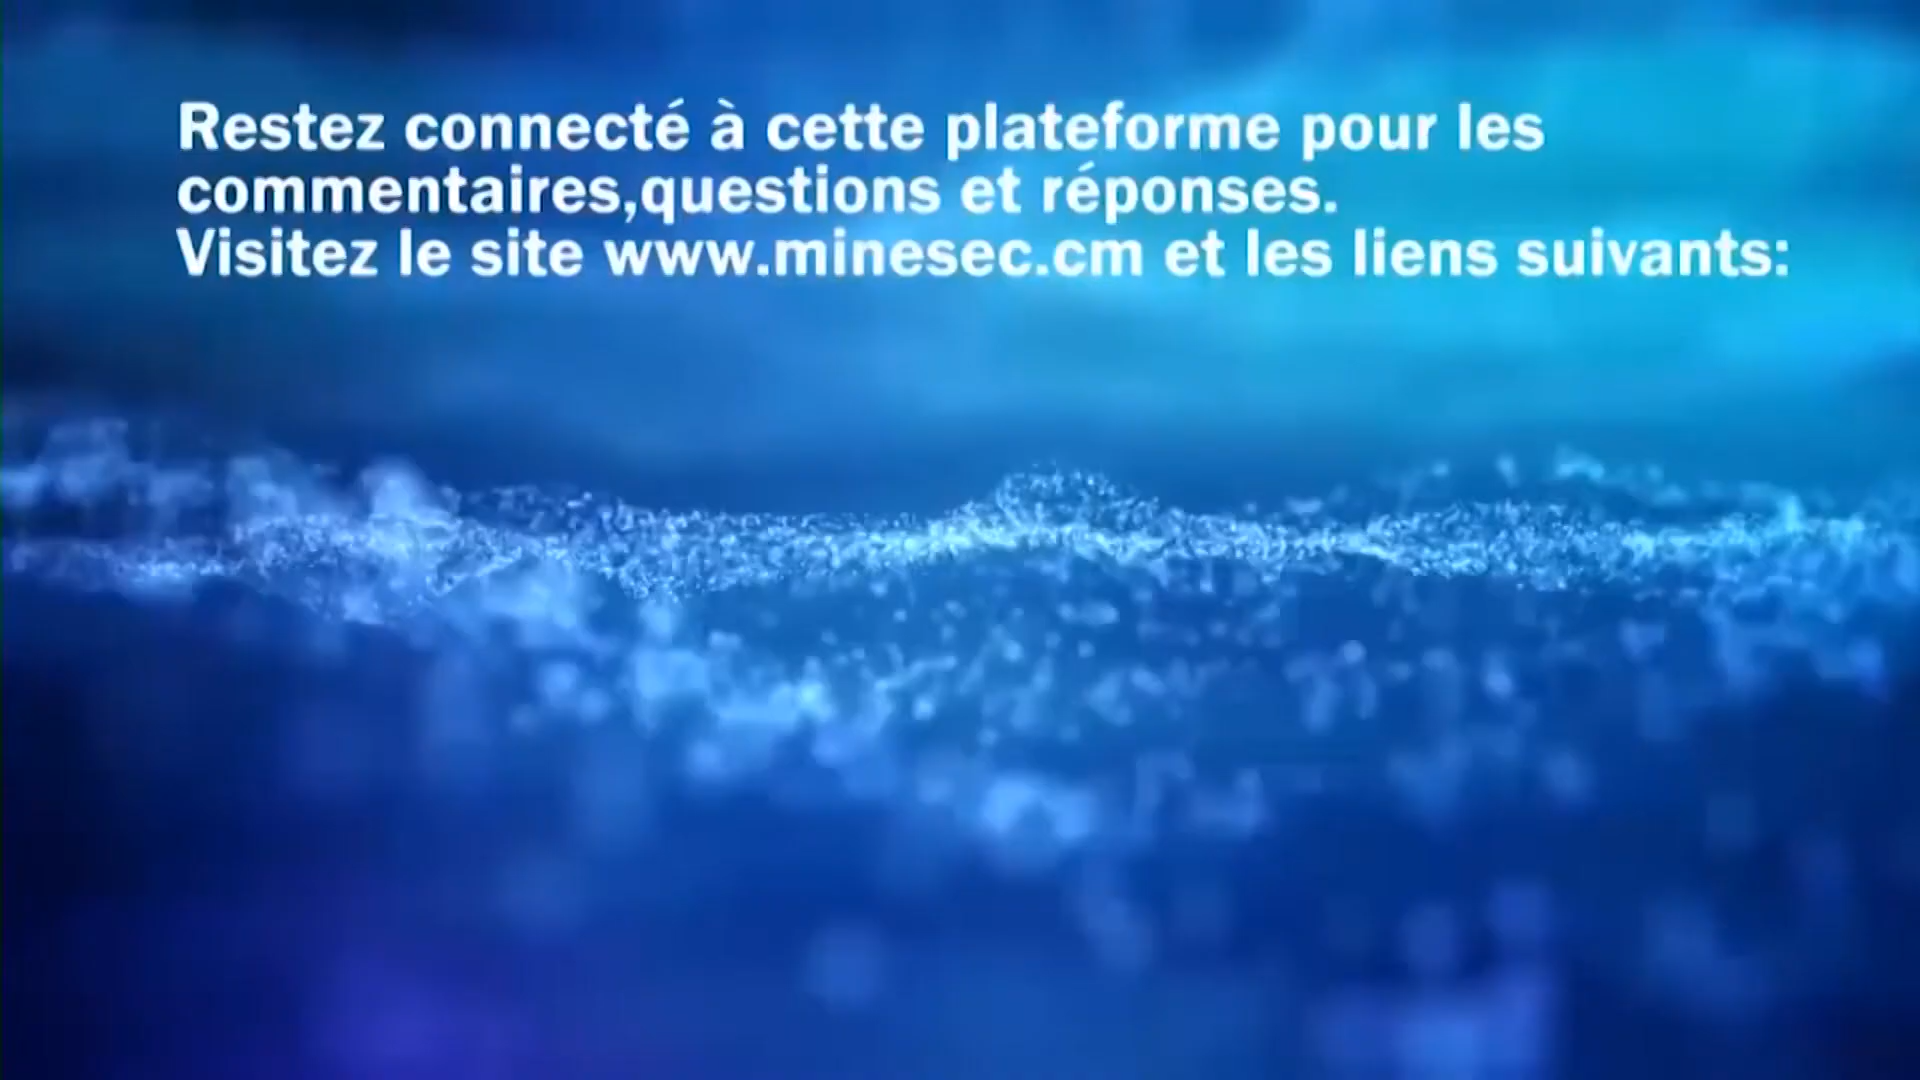 Restez connecté à cette plateforme pour les
commentaires,questions et réponses.
Visitez le site www.minesec.cm et les liens suivants: